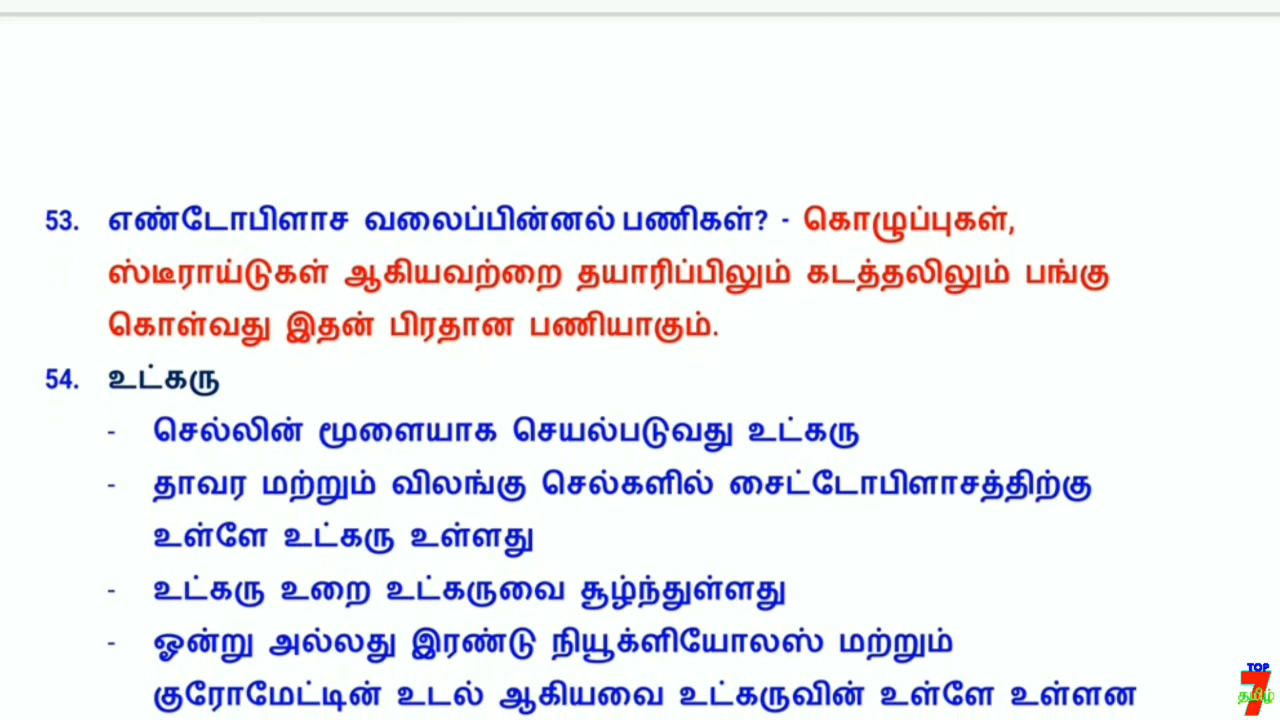 53. எண்டோபிளாச வலைப்பின்னல் பணிகள்? - கொழுப்புகள்,
ஸ்டீராய்டுகள் ஆகியவற்றை தயாரிப்பிலும் கடத்தலிலும் பங்கு
கொள்வது இதன் பிரதான பணியாகும்.
54. உட்கரு
- செல்லின் மூளையாக செயல்படுவது உட்கரு
- தாவர மற்றும் விலங்கு செல்களில் சைட்டோபிளாசத்திற்கு
உள்ளே உட்கரு உள்ளது
- உட்கரு உறை உட்கருவை சூழ்ந்துள்ளது
- ஓன்று அல்லது இரண்டு நியூக்ளியோலஸ் மற்றும்
குரோமேட்டின் உடல் ஆகியவை உட்கருவின் உள்ளே உள்ளன
TOP
7
தமிழ்